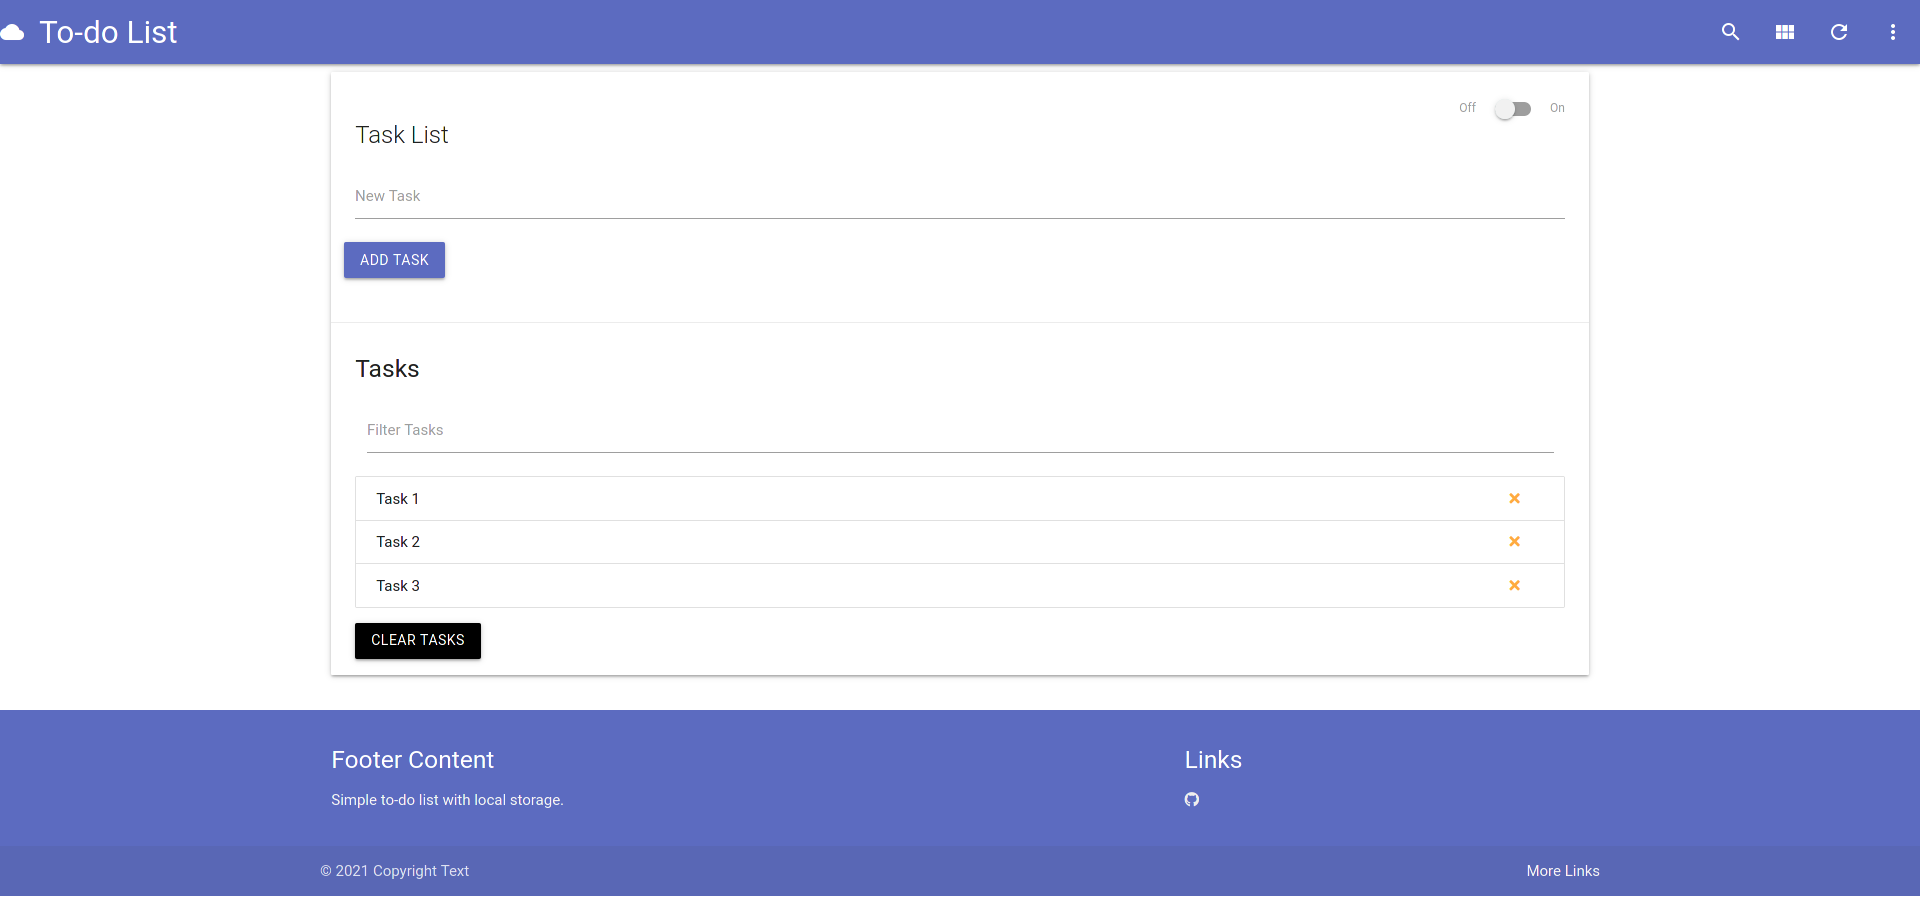 To-do List
Off On
Task List
New Task
ADD TASK
Tasks
Filter Tasks
Task 1
Task 2
Task 3
CLEAR TASKS
Footer Content
Links
Simple to-do list with local storage.
© 2021 Copyright Text
More Links